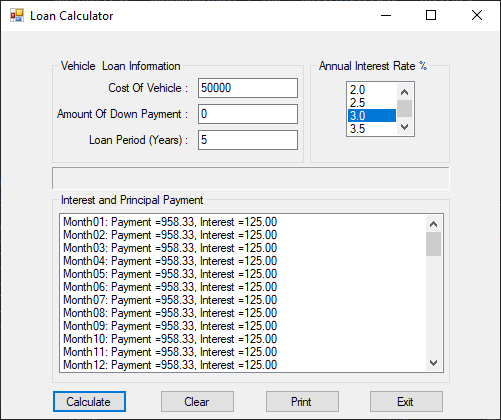 Loan Calculator
Vehicle Loan Information
Cost Of Vehicle : 50000
Amount Of Down Payment : 0
Loan Period (Years) : 5
Annual Interest Rate %
2.0
2.5
3.0
3.5
Interest and Principal Payment
Month01: Payment =958.33, Interest =125.00
Month02: Payment =958.33, Interest =125.00
Month03: Payment =958.33, Interest =125.00
Month04: Payment =958.33, Interest =125.00
Month05: Payment =958.33, Interest =125.00
Month06: Payment =958.33, Interest =125.00
Month07: Payment =958.33, Interest =125.00
Month08: Payment =958.33, Interest =125.00
Month09: Payment =958.33, Interest =125.00
Month10: Payment =958.33, Interest =125.00
Month11: Payment =958.33, Interest =125.00
Month12: Payment =958.33, Interest =125.00
Calculate Clear Print Exit